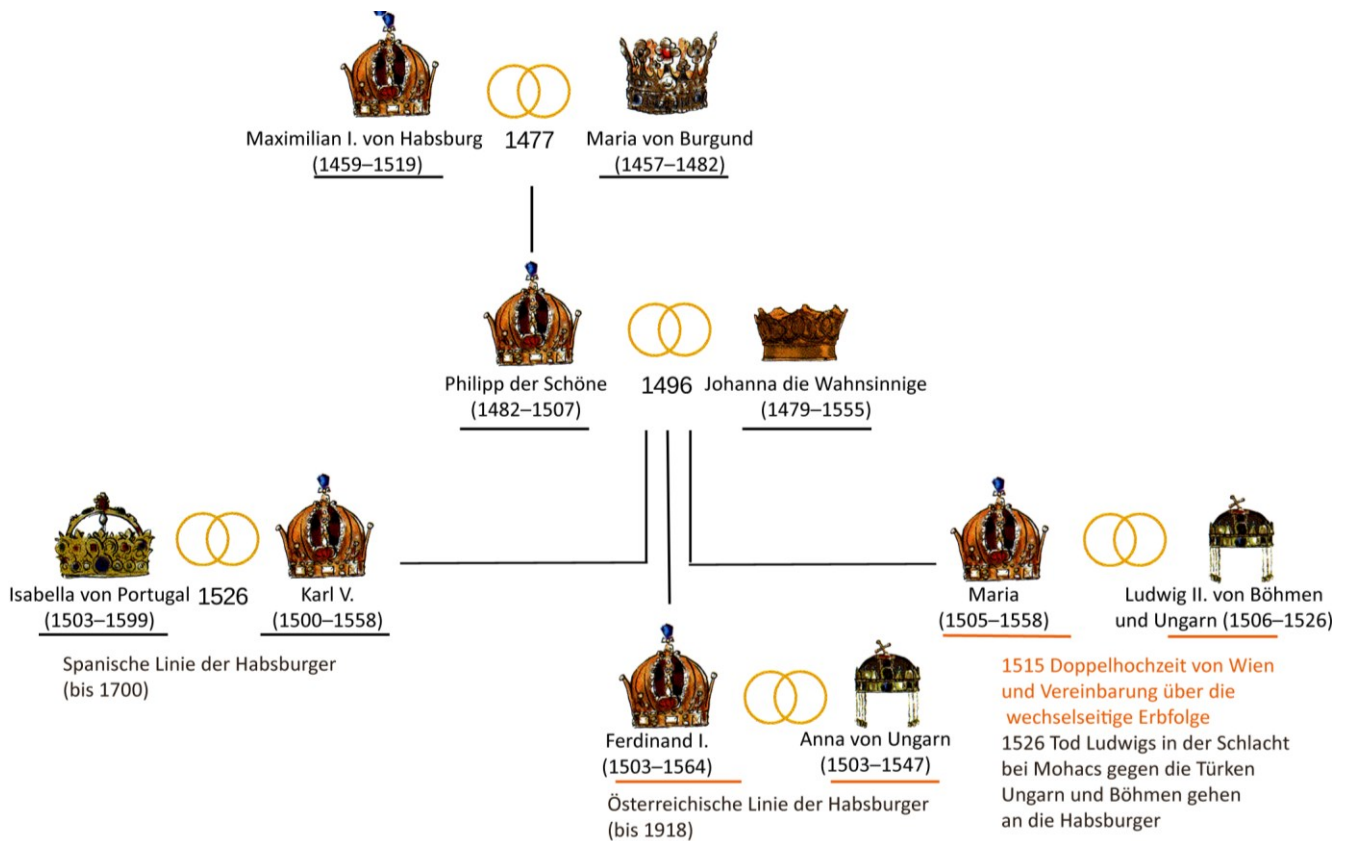 Maximilian I. von Habsburg
(1459–1519)
1477
Maria von Burgund
(1457–1482)
Philipp der Schöne
(1482–1507)
1496
Johanna die Wahnsinnige
(1479–1555)
Isabella von Portugal
(1503–1599)
1526
Karl V.
(1500–1558)
Spanische Linie der Habsburger
(bis 1700)
Ferdinand I.
(1503–1564)
Anna von Ungarn
(1503–1547)
Österreichische Linie der Habsburger
(bis 1918)
Maria
(1505–1558)
Ludwig II. von Böhmen
und Ungarn (1506–1526)
1515 Doppelhochzeit von Wien
und Vereinbarung über die
wechselseitige Erbfolge
1526 Tod Ludwigs in der Schlacht
bei Mohacs gegen die Türken
Ungarn und Böhmen gehen
an die Habsburger